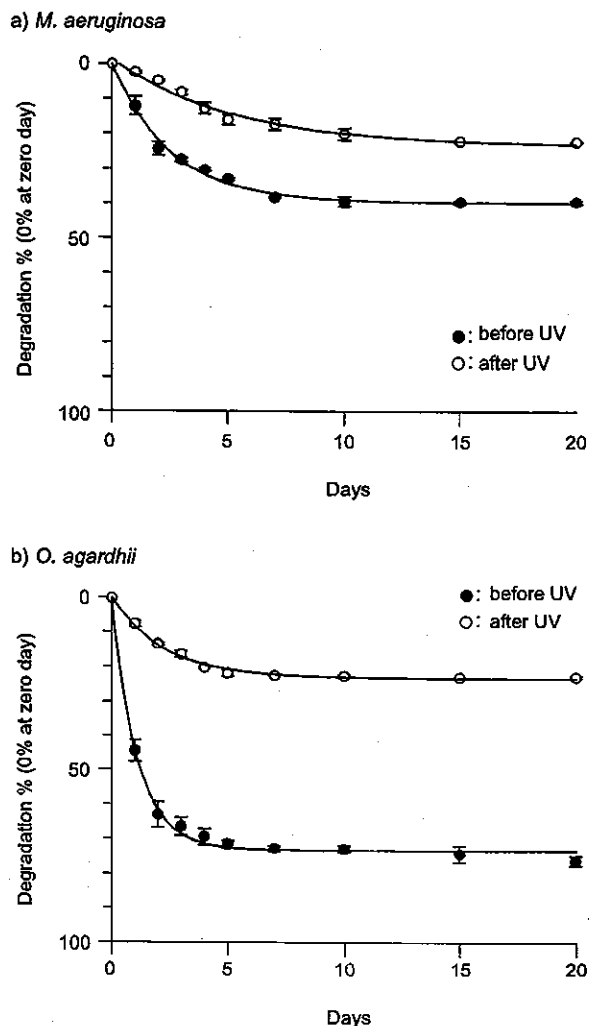 a) M. aeruginosa
0
50
100
Degradation % (0% at zero day)
●: before UV
○: after UV
0 5 10 15 20
Days
b) O. agardhii
●: before UV
○: after UV
0
50
100
Degradation % (0% at zero day)
0 5 10 15 20
Days